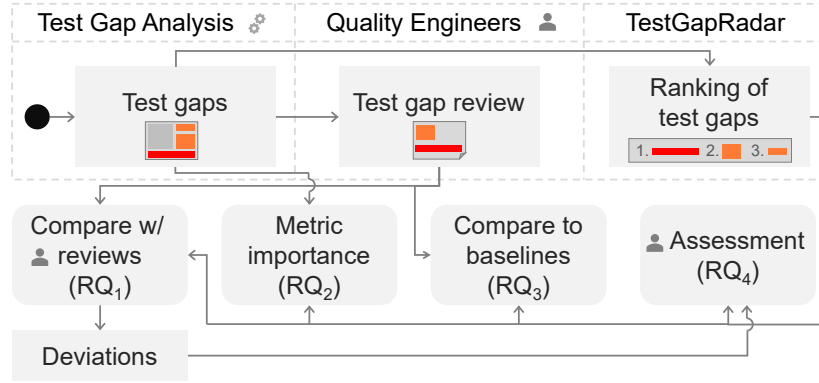 Test Gap Analysis
Quality Engineers
TestGapRadar
Test gaps
Test gap review
Ranking of
test gaps
1. 2. 3.
Compare w/
reviews
(RQ₁)
Metric
importance
(RQ₂)
Compare to
baselines
(RQ₃)
Assessment
(RQ₄)
Deviations